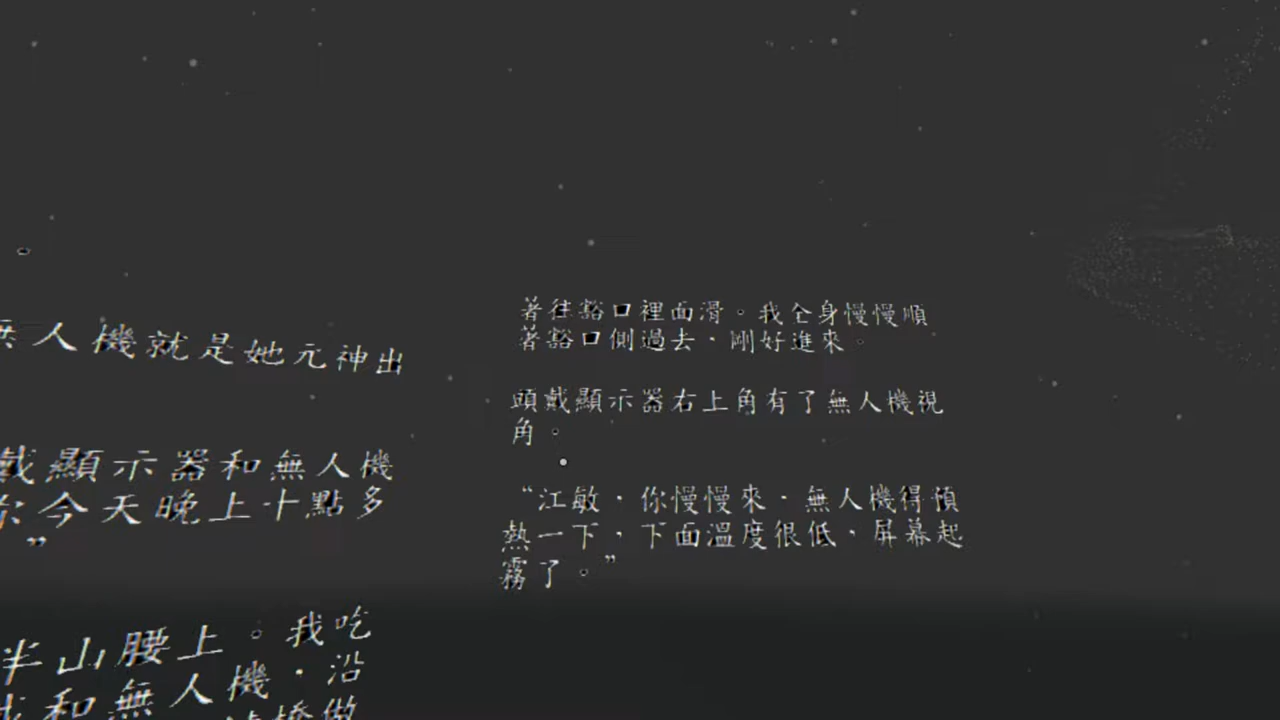 無人機就是她元神出
戴顯示器和無人機
你今天晚上十點多
”
半山腰上。我吃
和無人機，沿
橋做
著往豁口裡面滑。我全身慢慢順
著豁口側過去，剛好進來。
頭戴顯示器右上角有了無人機視
角。
“江敏，你慢慢來，無人機得預
熱一下，下面溫度很低，屏幕起
霧了。”